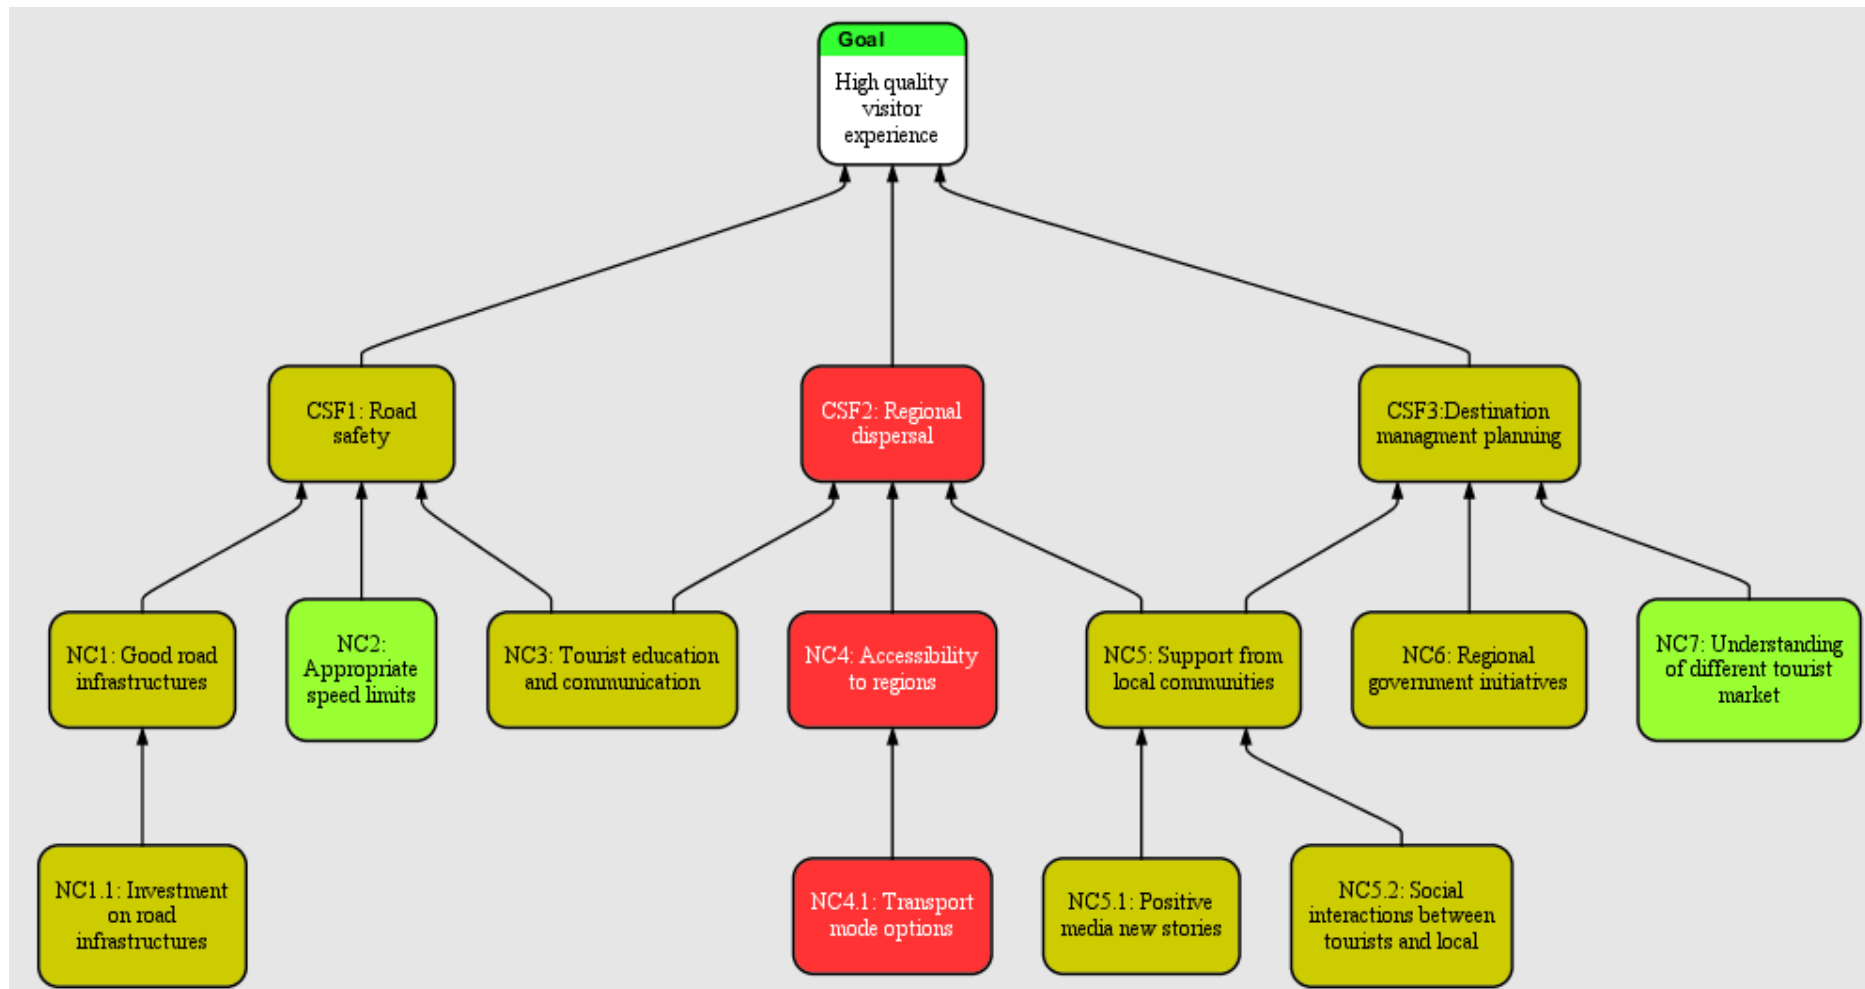 Goal
High quality
visitor
experience
CSF1: Road
safety
CSF2: Regional
dispersal
CSF3:Destination
managment planning
NC1: Good road
infrastructures
NC2:
Appropriate
speed limits
NC3: Tourist education
and communication
NC4: Accessibility
to regions
NC5: Support from
local communities
NC6: Regional
government initiatives
NC7: Understanding
of different tourist
market
NC1.1: Investment
on road
infrastructures
NC4.1: Transport
mode options
NC5.1: Positive
media new stories
NC5.2: Social
interactions between
tourists and local